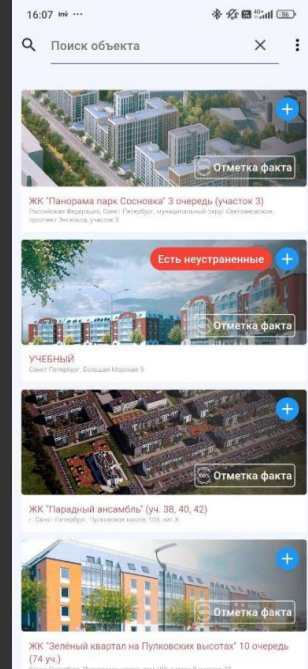 16:07
56
Поиск объекта
Отметка факта
ЖК "Панорама парк Сосновка" 3 очередь (участок 3)
Российская Федерация, Санкт-Петербург, муниципальный округ Светлановское,
проспект Энгельса, участок 3
Есть неустраненные
Отметка факта
УЧЕБНЫЙ
Санкт-Петербург, Большая Морская 9
Отметка факта
ЖК "Парадный ансамбль" (уч. 38, 40, 42)
г. Санкт-Петербург, Пулковское шоссе, 103, лит. Х.
Отметка факта
ЖК "Зелёный квартал на Пулковских высотах" 10 очередь
(74 уч.)